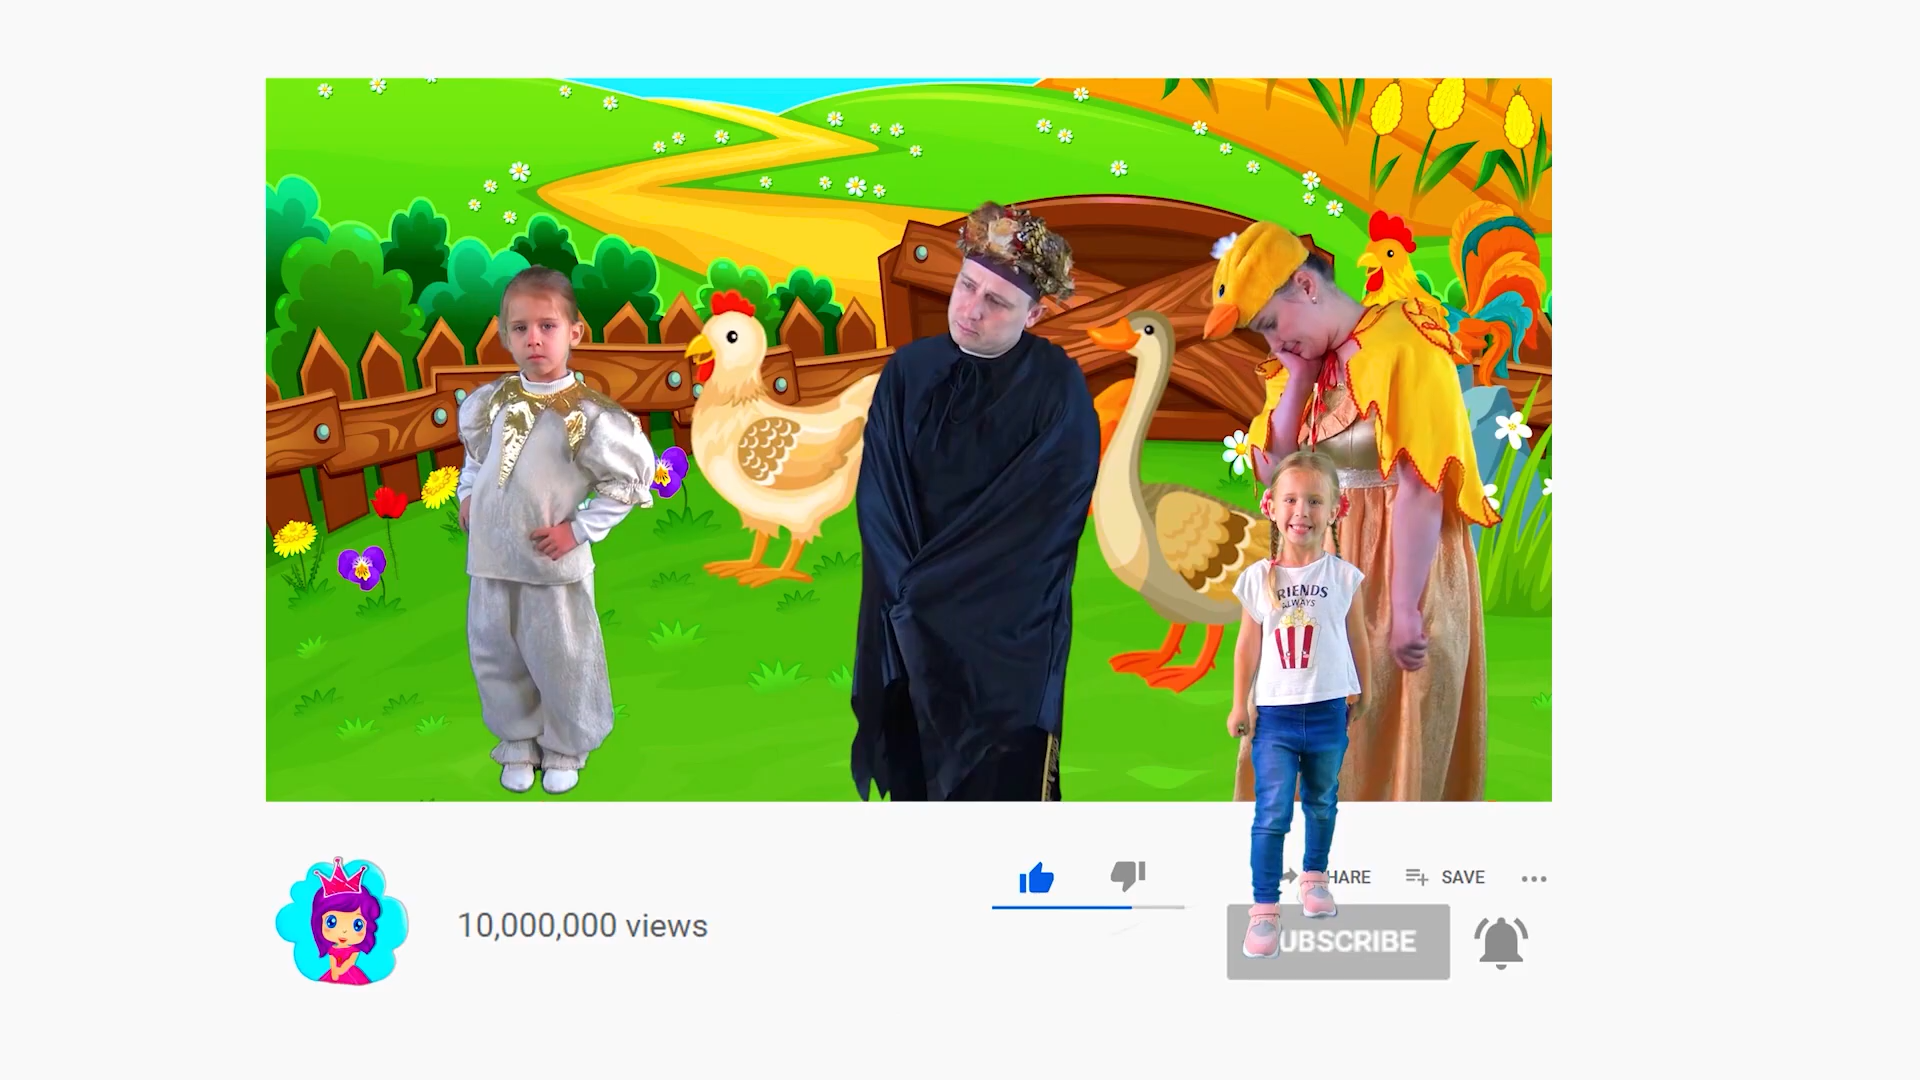 RIENDS
ALWAYS
10,000,000 views
HARE
SAVE
UBSCRIBE